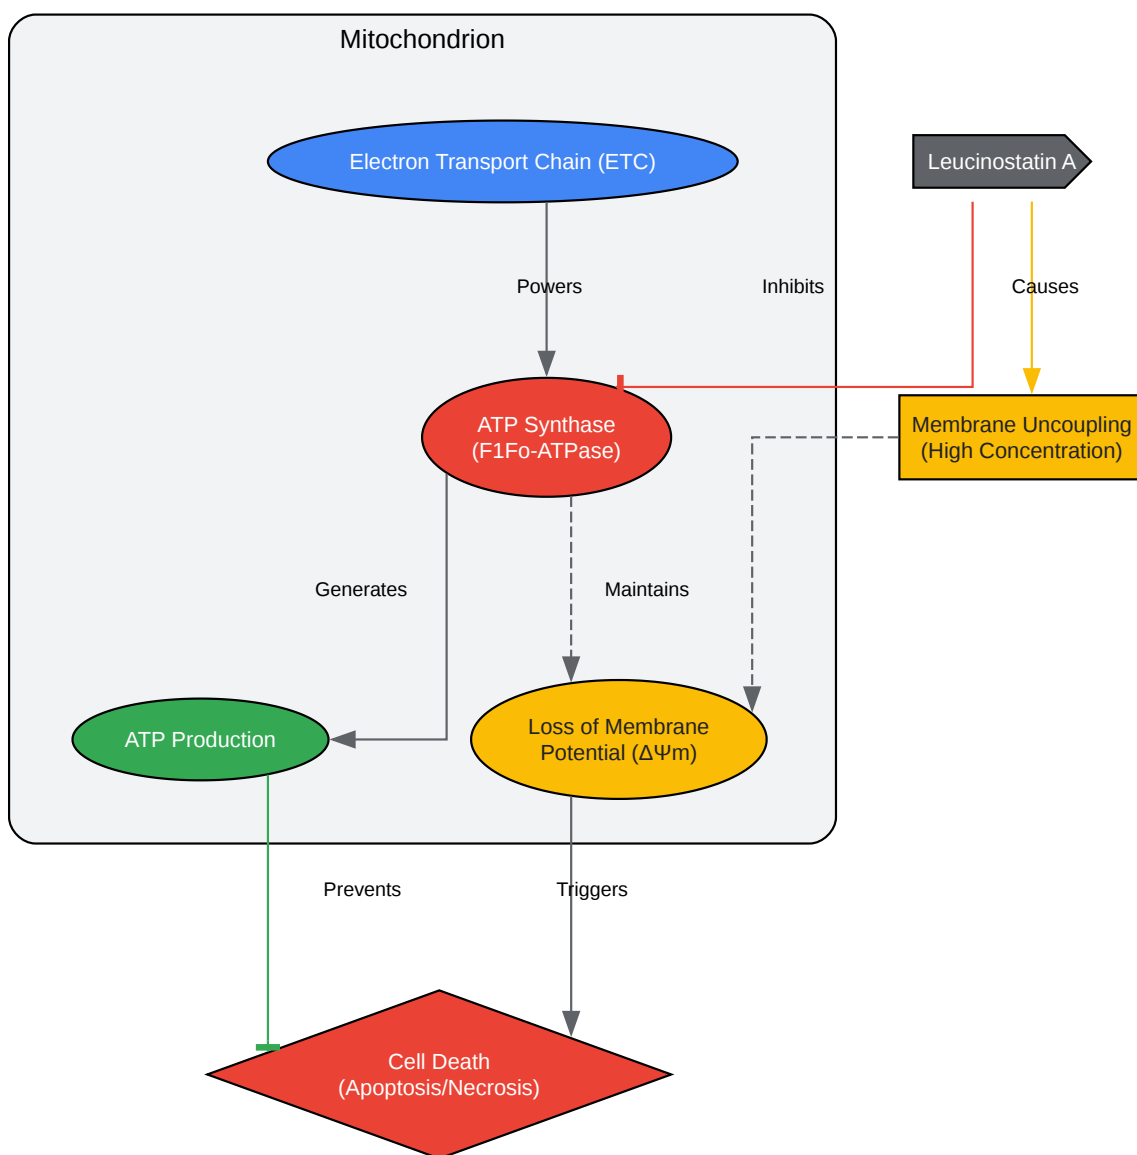 Mitochondrion
Electron Transport Chain (ETC)
Leucinostatin A
Powers
Inhibits
Causes
ATP Synthase
(F1Fo-ATPase)
Membrane Uncoupling
(High Concentration)
Generates
Maintains
ATP Production
Loss of Membrane
Potential (ΔΨm)
Prevents
Triggers
Cell Death
(Apoptosis/Necrosis)